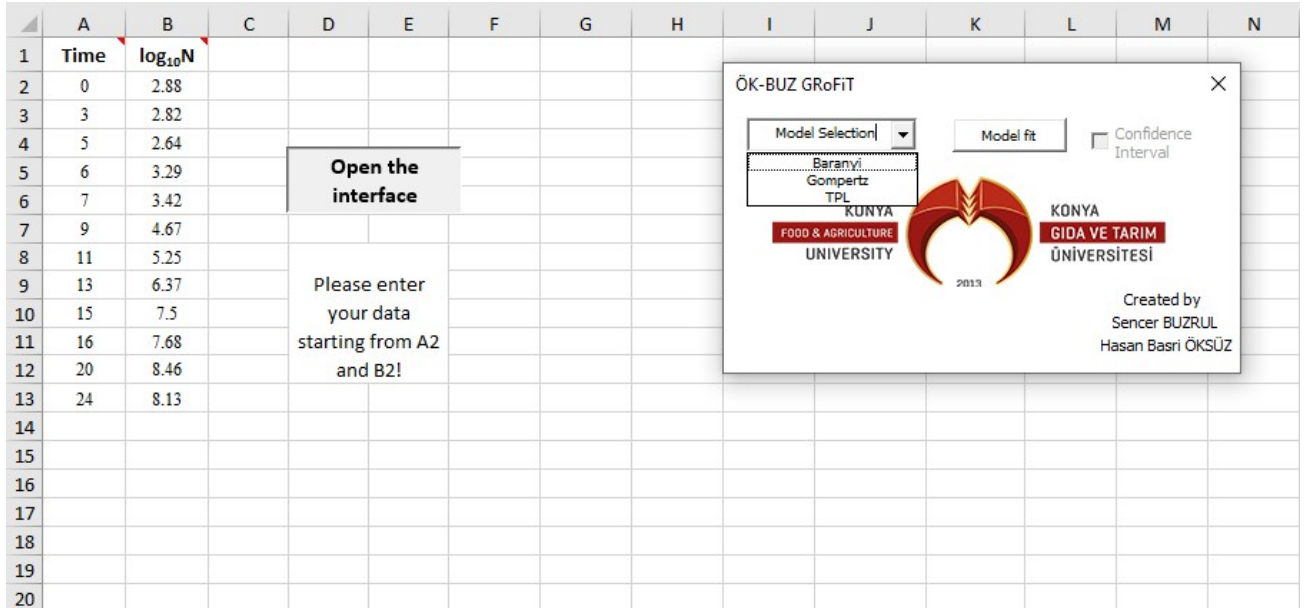 A B C D E F G H I J K L M N
1 Time log₁₀N
2 0 2.88
3 3 2.82
4 5 2.64
5 6 3.29
6 7 3.42
7 9 4.67
8 11 5.25
9 13 6.37
10 15 7.5
11 16 7.68
12 20 8.46
13 24 8.13
14
15
16
17
18
19
20
Open the
interface
Please enter
your data
starting from A2
and B2!
ÖK-BUZ GRoFiT
Model Selection
Model fit
Confidence
Interval
Baranyi
Gompertz
TPL
KONYA
FOOD & AGRICULTURE
UNIVERSITY
2013
KONYA
GIDA VE TARIM
ÜNİVERSİTESİ
Created by
Sencer BUZRUL
Hasan Basri ÖKSÜZ